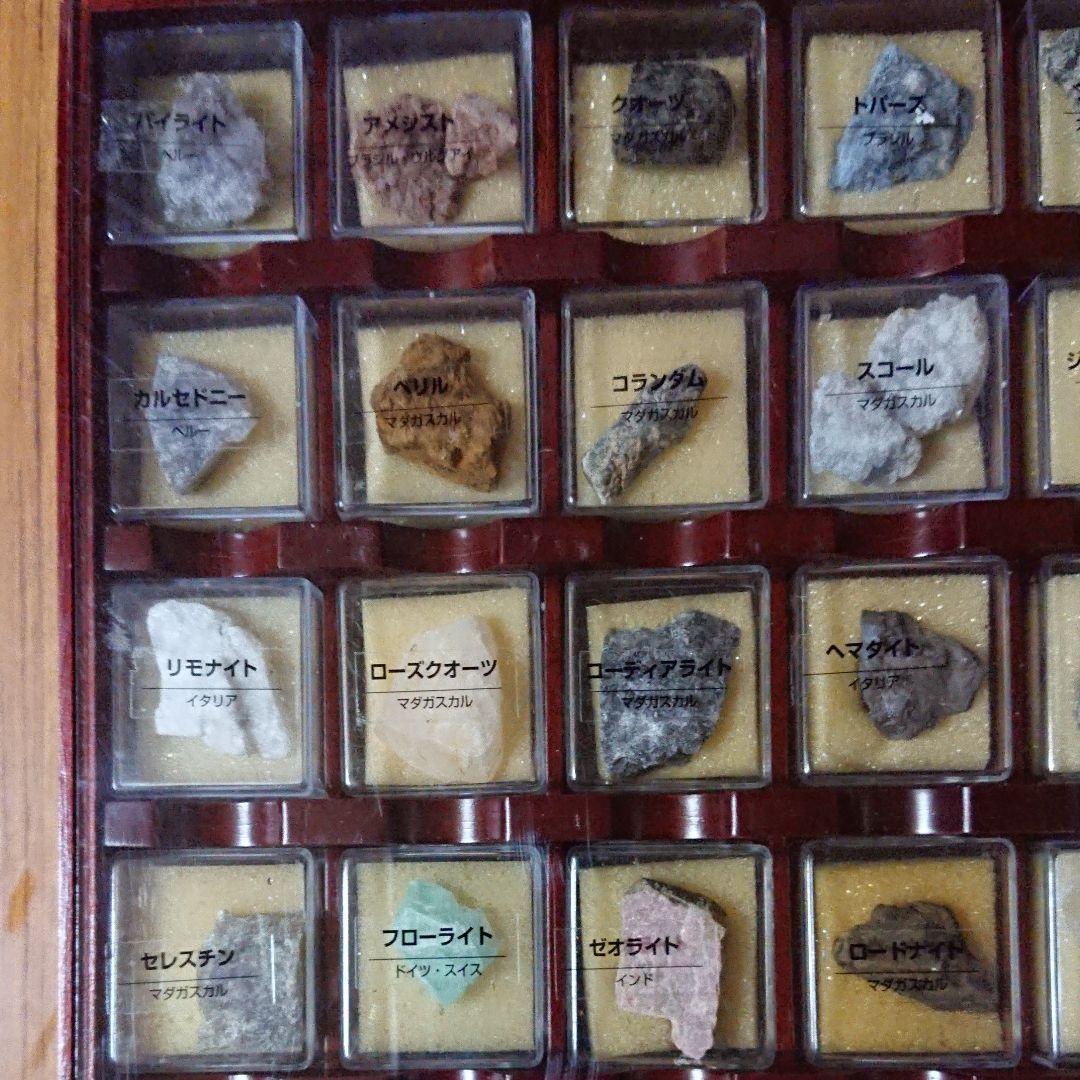 パイライト
ペルー
アメシスト
ブラジル・ウルグアイ
クオーツ
マダガスカル
トパーズ
ブラジル
カルセドニー
ペルー
ベリル
マダガスカル
コランダム
マダガスカル
スコール
マダガスカル
リモナイト
イタリア
ローズクオーツ
マダガスカル
ローディアライト
マダガスカル
ヘマタイト
イタリア
セレスチン
マダガスカル
フローライト
ドイツ・スイス
ゼオライト
インド
ロードナイト
マダガスカル